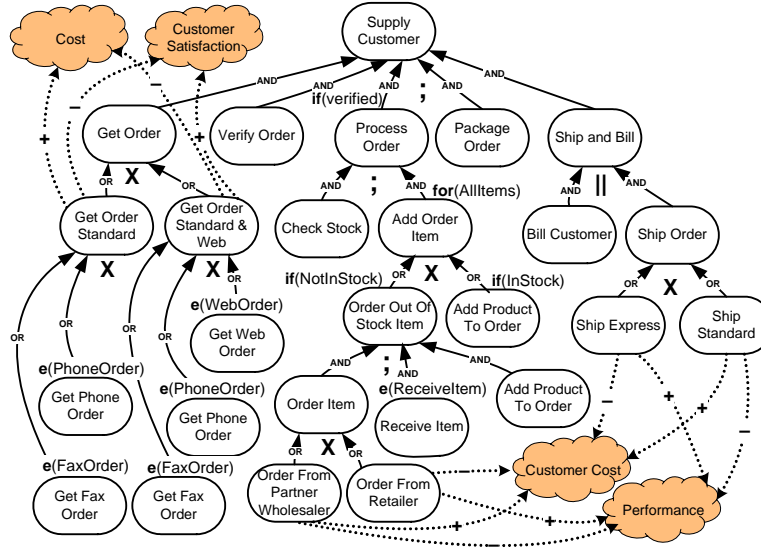 Cost
Customer
Satisfaction
Supply
Customer
AND
AND
AND
AND
AND
if(verified)
;
Get Order
Verify Order
Process
Order
Package
Order
Ship and Bill
+
–
–
+
OR
X
OR
AND
;
AND
for(AllItems)
AND
||
AND
Get Order
Standard
Get Order
Standard &
Web
Check Stock
Add Order
Item
Bill Customer
Ship Order
X
X
OR
if(NotInStock)
OR
X
OR
if(InStock)
OR
X
OR
e(WebOrder)
Get Web
Order
Order Out Of
Stock Item
Add Product
To Order
Ship Express
Ship
Standard
OR
OR
OR
OR
AND
;
AND
AND
e(PhoneOrder)
Get Phone
Order
e(PhoneOrder)
Get Phone
Order
Order Item
e(ReceiveItem)
Receive Item
Add Product
To Order
–
+
+
–
OR
X
OR
e(FaxOrder)
Get Fax
Order
e(FaxOrder)
Get Fax
Order
Order From
Partner
Wholesaler
Order From
Retailer
–
Customer Cost
+
+
–
Performance